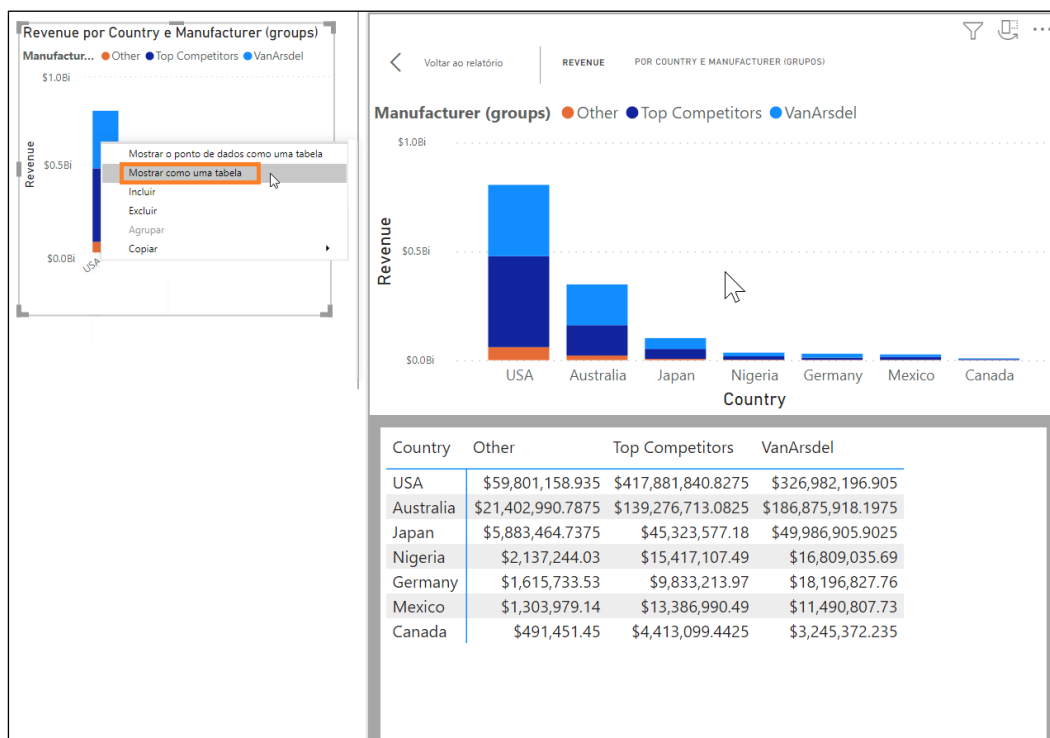 Revenue por Country e Manufacturer (groups)
Manufactur... Other Top Competitors VanArsdel
$1.0Bi
$0.5Bi
$0.0Bi
Revenue
USA
Mostrar o ponto de dados como uma tabela
Mostrar como uma tabela
Incluir
Excluir
Agrupar
Copiar
Voltar ao relatório REVENUE POR COUNTRY E MANUFACTURER (GRUPOS)
Manufacturer (groups) Other Top Competitors VanArsdel
$1.0Bi
$0.5Bi
$0.0Bi
Revenue
USA Australia Japan Nigeria Germany Mexico Canada
Country
Country Other Top Competitors VanArsdel
USA $59,801,158.935 $417,881,840.8275 $326,982,196.905
Australia $21,402,990.7875 $139,276,713.0825 $186,875,918.1975
Japan $5,883,464.7375 $45,323,577.18 $49,986,905.9025
Nigeria $2,137,244.03 $15,417,107.49 $16,809,035.69
Germany $1,615,733.53 $9,833,213.97 $18,196,827.76
Mexico $1,303,979.14 $13,386,990.49 $11,490,807.73
Canada $491,451.45 $4,413,099.4425 $3,245,372.235